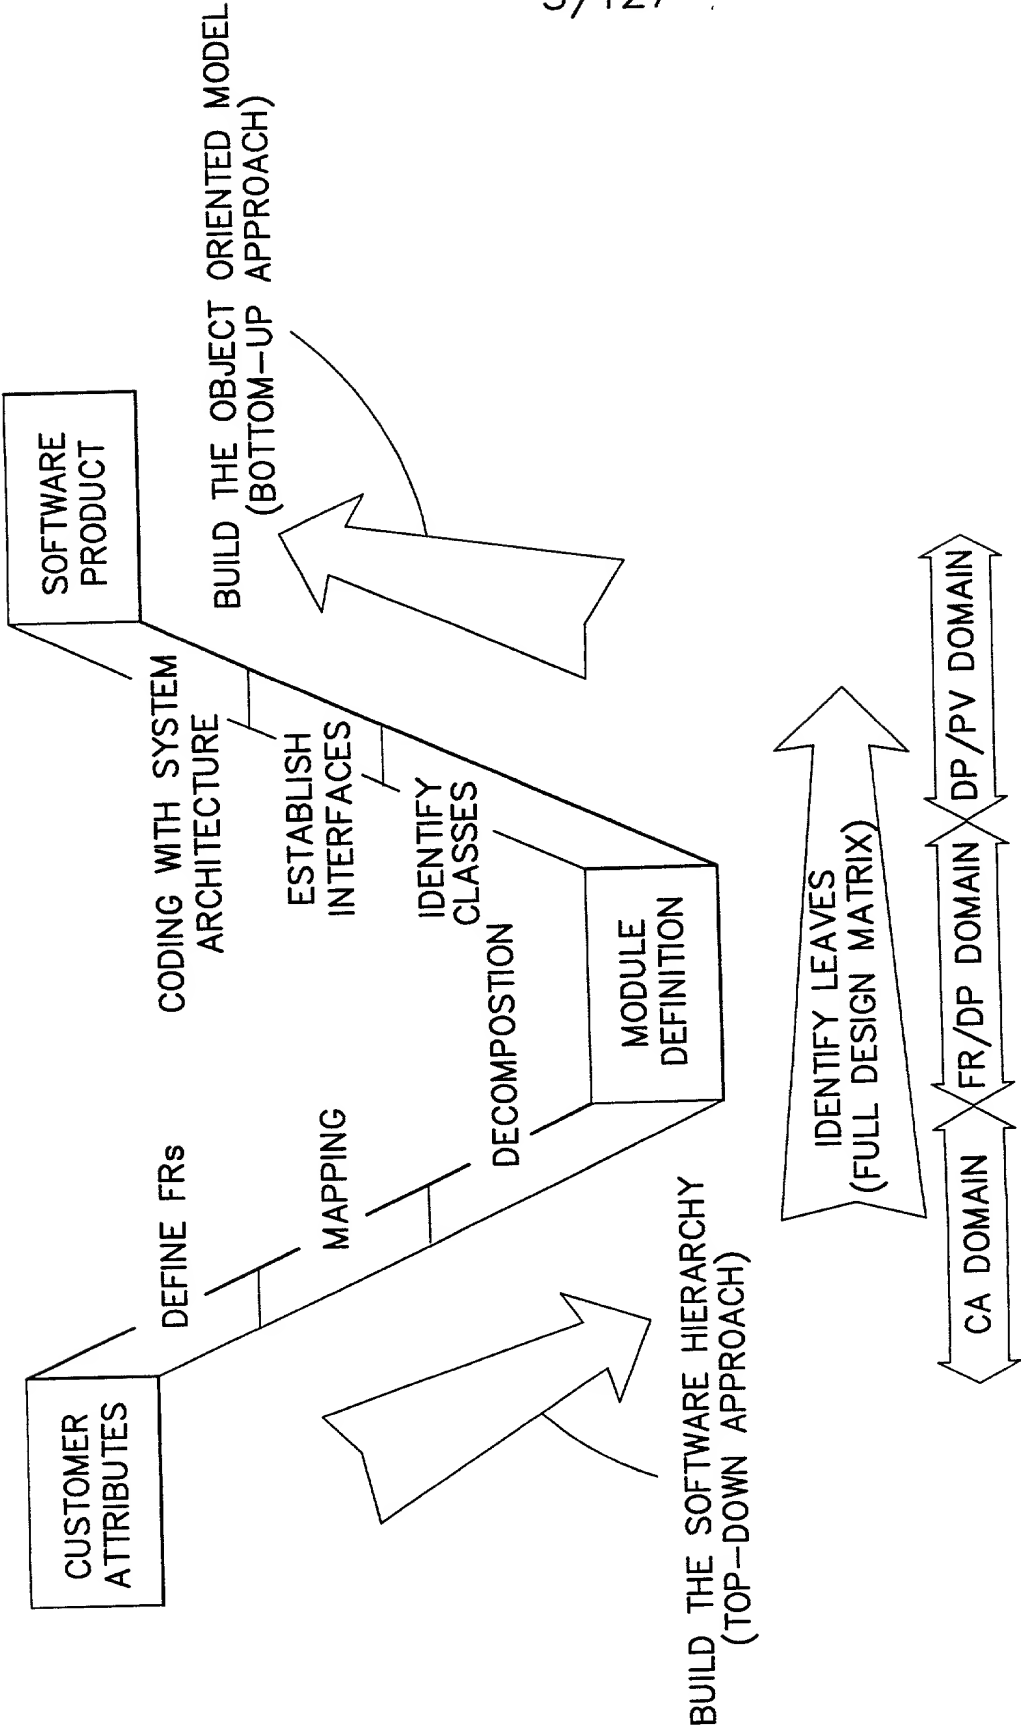 3/127
CUSTOMER
ATTRIBUTES
DEFINE FRs
MAPPING
DECOMPOSTION
MODULE
DEFINITION
IDENTIFY
CLASSES
ESTABLISH
INTERFACES
CODING WITH SYSTEM
ARCHITECTURE
SOFTWARE
PRODUCT
BUILD THE SOFTWARE HIERARCHY
(TOP-DOWN APPROACH)
BUILD THE OBJECT ORIENTED MODEL
(BOTTOM-UP APPROACH)
IDENTIFY LEAVES
(FULL DESIGN MATRIX)
CA DOMAIN
FR/DP DOMAIN
DP/PV DOMAIN